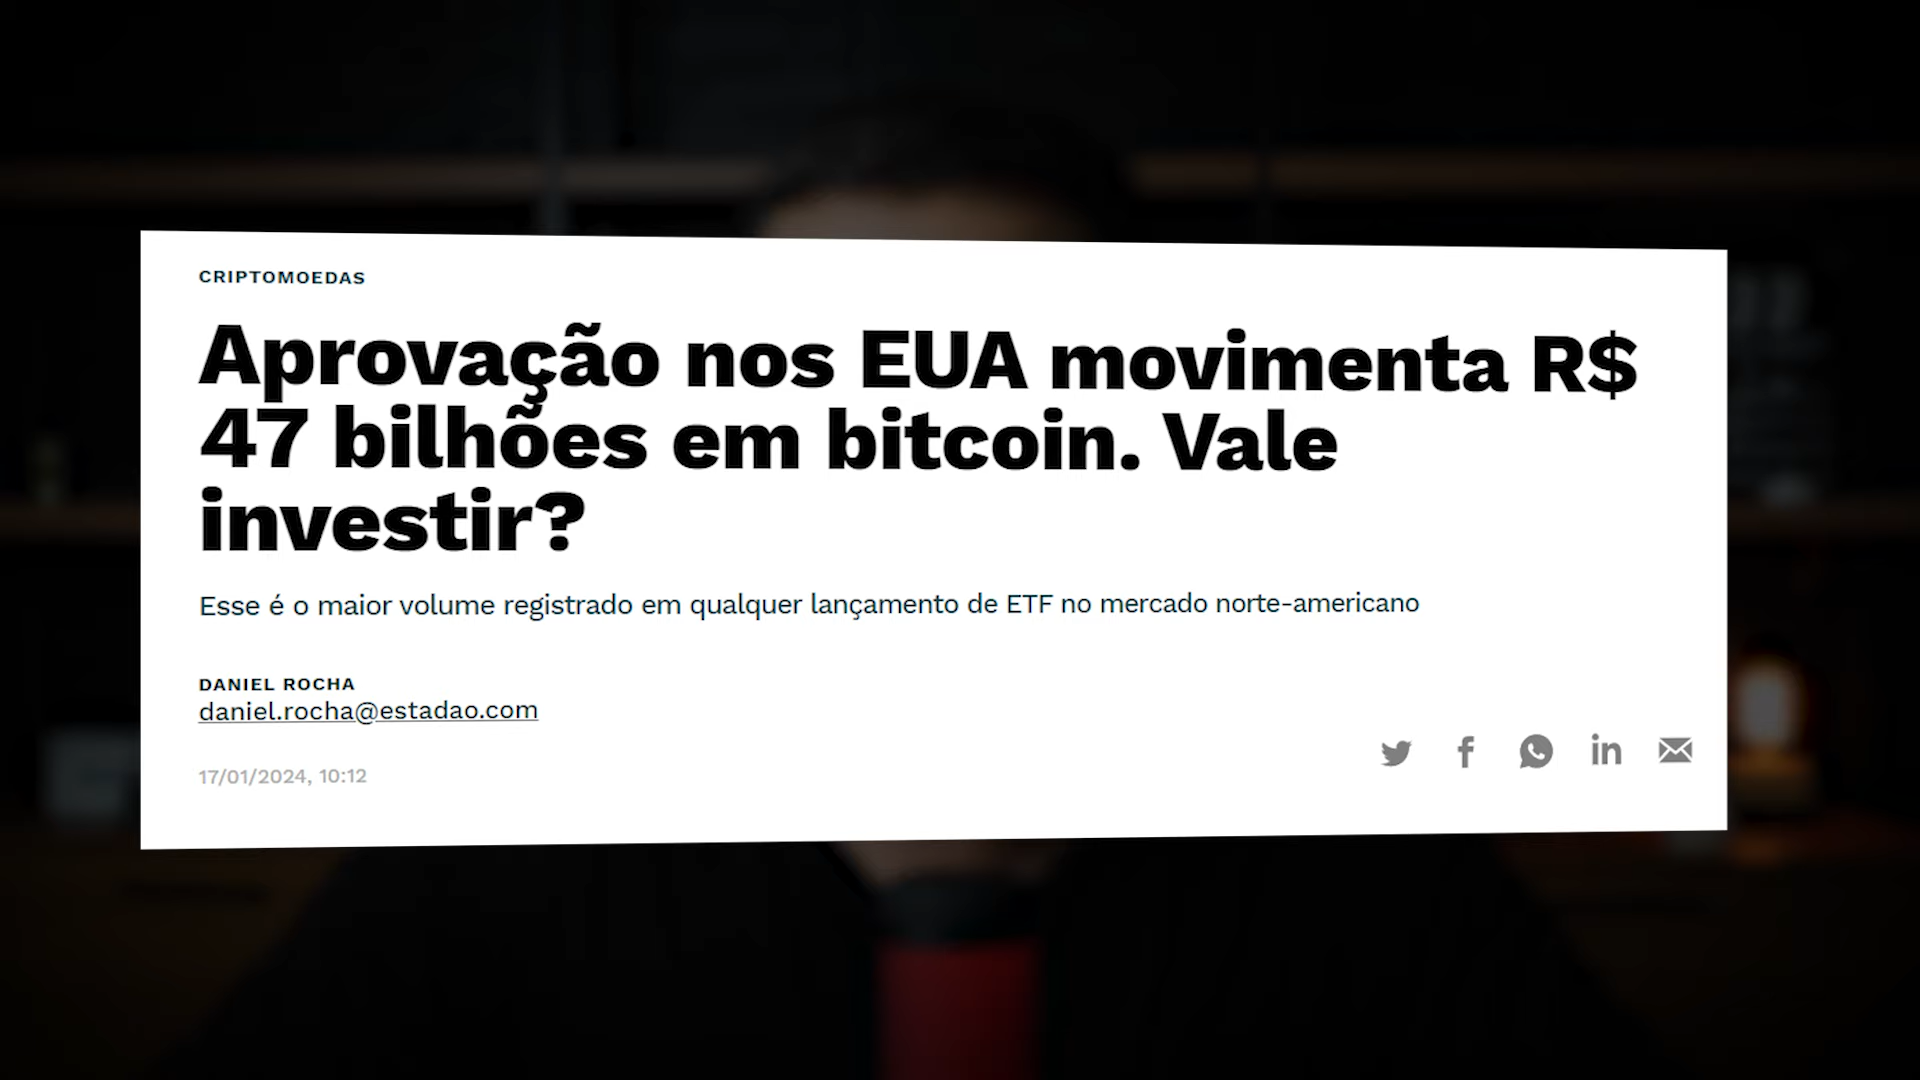 CRIPTOMOEDAS
Aprovação nos EUA movimenta R$
47 bilhões em bitcoin. Vale
investir?
Esse é o maior volume registrado em qualquer lançamento de ETF no mercado norte-americano
DANIEL ROCHA
daniel.rocha@estadao.com
17/01/2024, 10:12